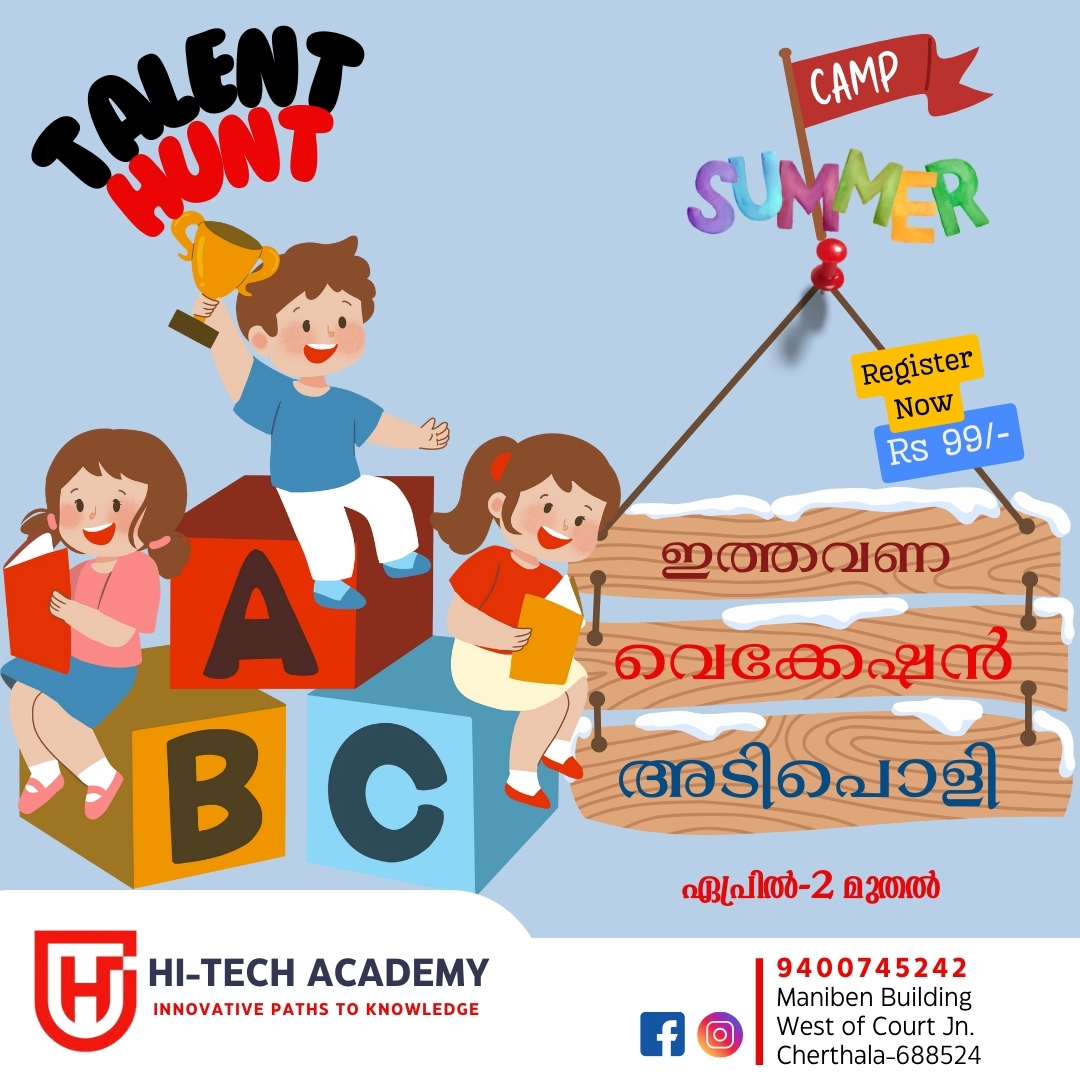 TALENT
HUNT
CAMP
SUMMER
Register
Now
Rs 99/-
ഇത്തവണ
വെക്കേഷൻ
അടിപൊളി
A
B
C
ഏപ്രിൽ-2 മുതൽ
HI-TECH ACADEMY
INNOVATIVE PATHS TO KNOWLEDGE
9400745242
Maniben Building
West of Court Jn.
Cherthala-688524